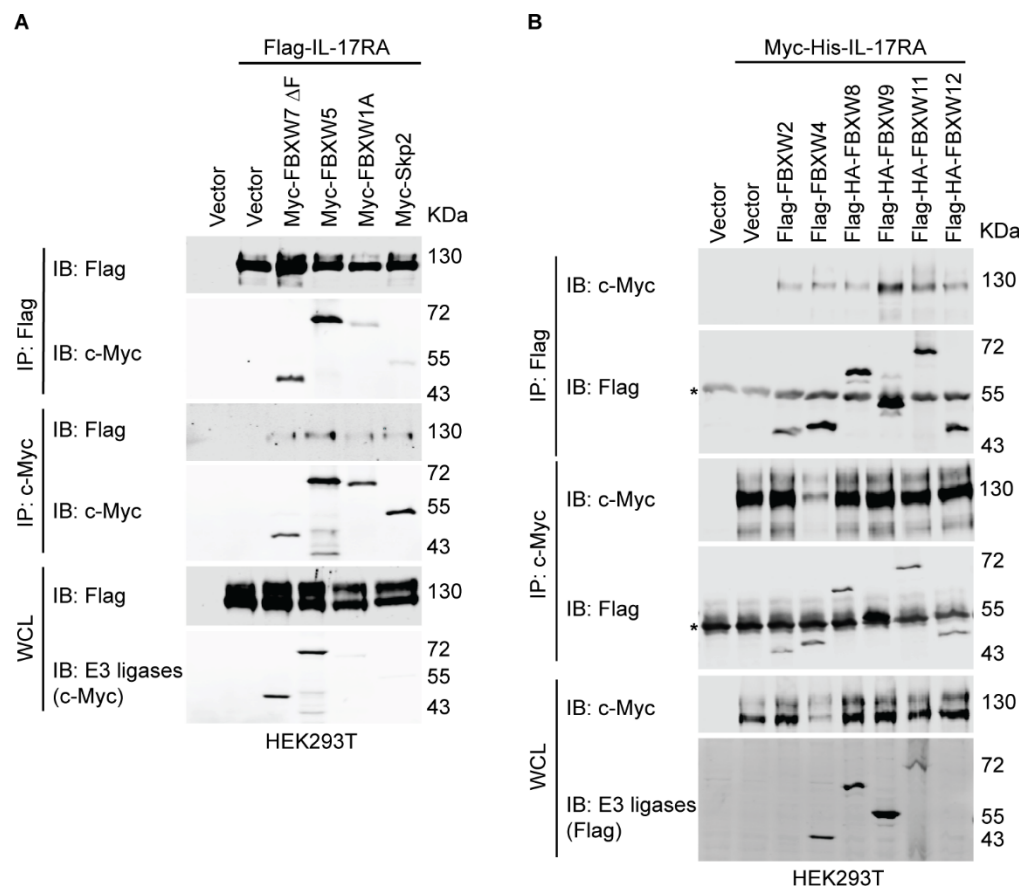 A
Flag-IL-17RA
Vector
Vector
Myc-FBXW7 ΔF
Myc-FBXW5
Myc-FBXW1A
Myc-Skp2
KDa
IP: Flag
IB: Flag
130
IB: c-Myc
72
55
43
IP: c-Myc
IB: Flag
130
IB: c-Myc
72
55
43
WCL
IB: Flag
130
IB: E3 ligases
(c-Myc)
72
55
43
HEK293T
B
Myc-His-IL-17RA
Vector
Vector
Flag-FBXW2
Flag-FBXW4
Flag-HA-FBXW8
Flag-HA-FBXW9
Flag-HA-FBXW11
Flag-HA-FBXW12
KDa
IP: Flag
IB: c-Myc
130
IB: Flag
*
72
55
43
IP: c-Myc
IB: c-Myc
130
IB: Flag
*
72
55
43
WCL
IB: c-Myc
130
IB: E3 ligases
(Flag)
72
55
43
HEK293T